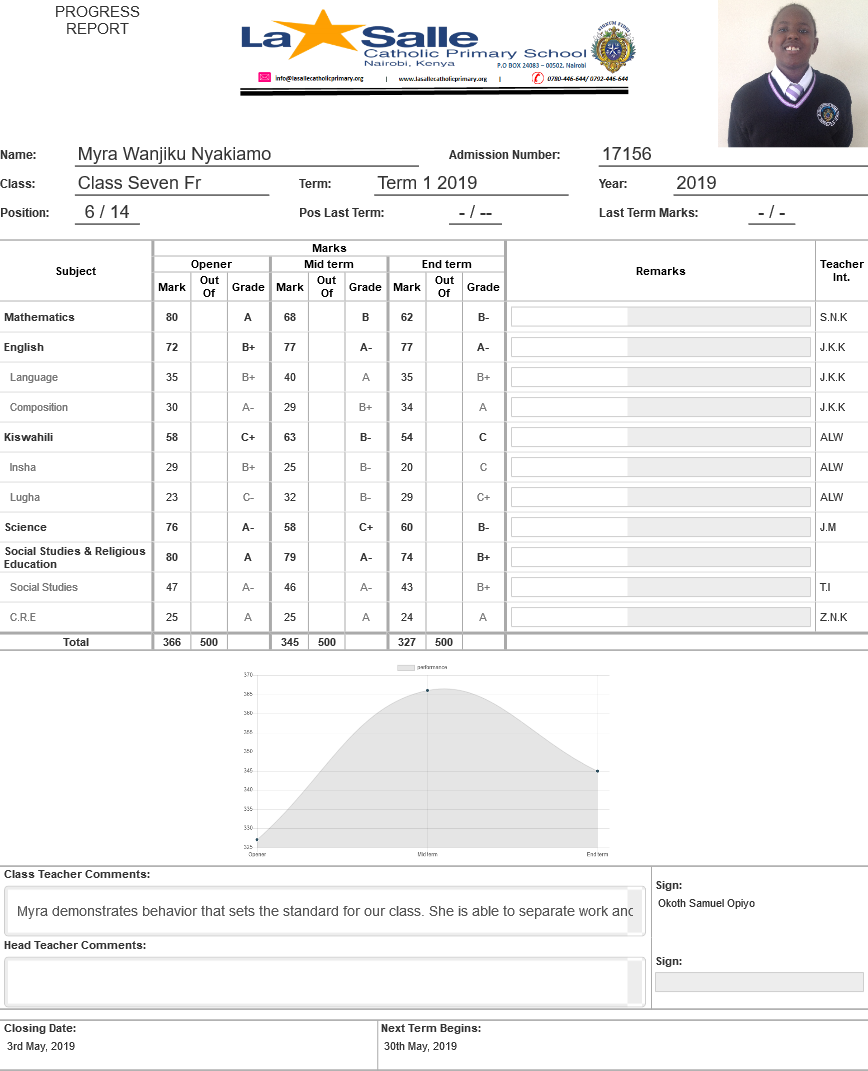 PROGRESS
REPORT
La Salle
Catholic Primary School
Nairobi, Kenya
P.O BOX 24083 – 00502, Nairobi
info@lasallecatholicprimary.org | www.lasallecatholicprimary.org | 0780-446-644/ 0792-446-644
Name: Myra Wanjiku Nyakiamo Admission Number: 17156
Class: Class Seven Fr Term: Term 1 2019 Year: 2019
Position: 6 / 14 Pos Last Term: - / -- Last Term Marks: - / -
Subject Marks Remarks Teacher Int.
Opener Mid term End term
Mark Out Of Grade Mark Out Of Grade Mark Out Of Grade
Mathematics 80 A 68 B 62 B- S.N.K
English 72 B+ 77 A- 77 A- J.K.K
Language 35 B+ 40 A 35 B+ J.K.K
Composition 30 A- 29 B+ 34 A J.K.K
Kiswahili 58 C+ 63 B- 54 C ALW
Insha 29 B+ 25 B- 20 C ALW
Lugha 23 C- 32 B- 29 C+ ALW
Science 76 A- 58 C+ 60 B- J.M
Social Studies & Religious Education 80 A 79 A- 74 B+
Social Studies 47 A- 46 A- 43 B+ T.I
C.R.E 25 A 25 A 24 A Z.N.K
Total 366 500 345 500 327 500
performance
370
365
360
355
350
345
340
335
330
325
Opener Mid term End term
Class Teacher Comments:
Myra demonstrates behavior that sets the standard for our class. She is able to separate work and
Sign:
Okoth Samuel Opiyo
Head Teacher Comments:
Sign:
Closing Date: Next Term Begins:
3rd May, 2019 30th May, 2019